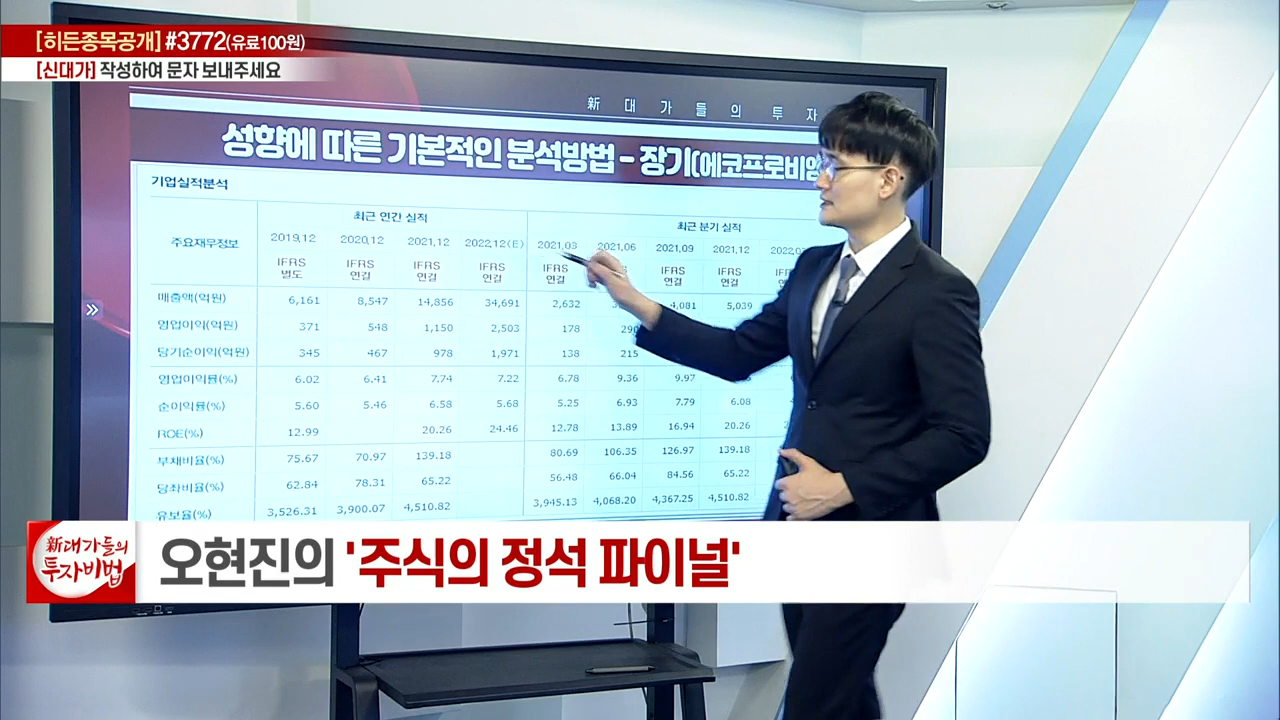 [히든종목공개] #3772(유료100원)
[신대가] 작성하여 문자 보내주세요
新 대 가 들 의 투 자
성향에 따른 기본적인 분석방법 - 장기(에코프로비
기업실적분석
주요재무정보 최근 연간 실적 최근 분기 실적
2019.12 2020.12 2021.12 2022.12(E) 2021.03 2021.06 2021.09 2021.12
IFRS 별도 IFRS 연결 IFRS 연결 IFRS 연결 IFRS 연결 IFRS 연결 IFRS 연결
매출액(억원) 6,161 8,547 14,856 34,691 2,632 4,081 5,039
영업이익(억원) 371 548 1,150 2,503 178 290
당기순이익(억원) 345 467 978 1,971 138 215
영업이익률(%) 6.02 6.41 7.74 7.22 6.78 9.36 9.97
순이익률(%) 5.60 5.46 6.58 5.68 5.25 6.93 7.79 6.08
ROE(%) 12.99 20.26 24.46 12.78 13.89 16.94 20.26
부채비율(%) 75.67 70.97 139.18 80.69 106.35 126.97 139.18
당좌비율(%) 62.84 78.31 65.22 56.48 66.04 84.56 65.22
유보율(%) 3,526.31 3,900.07 4,510.82 3,945.13 4,068.20 4,367.25 4,510.82
新대가들의
투자비법
오현진의 '주식의 정석 파이널'